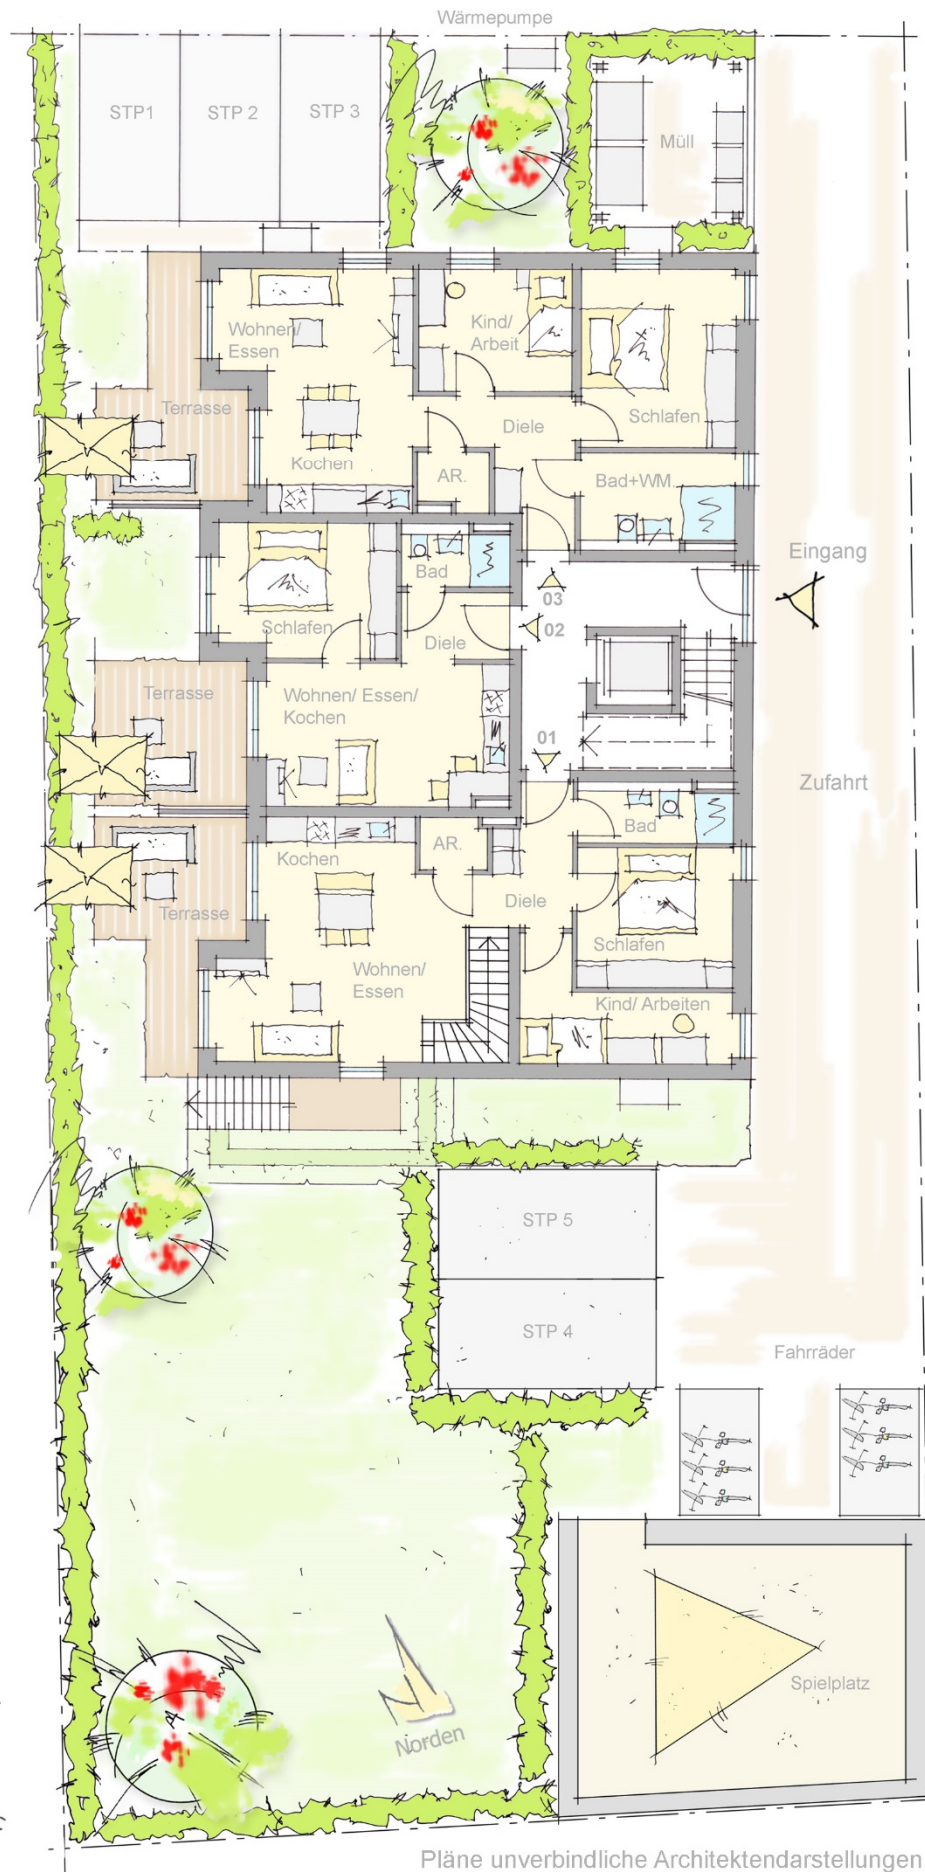 Wärmepumpe
STP1
STP 2
STP 3
Müll
Wohnen/
Essen
Kind/
Arbeit
Terrasse
Diele
Schlafen
Kochen
AR.
Bad+WM.
Eingang
Bad
03
02
Schlafen
Diele
Terrasse
Wohnen/ Essen/
Kochen
01
Zufahrt
Bad
Kochen
AR.
Terrasse
Diele
Schlafen
Wohnen/
Essen
Kind/ Arbeiten
STP 5
STP 4
Fahrräder
Spielplatz
N
Norden
Pläne unverbindliche Architektendarstellungen